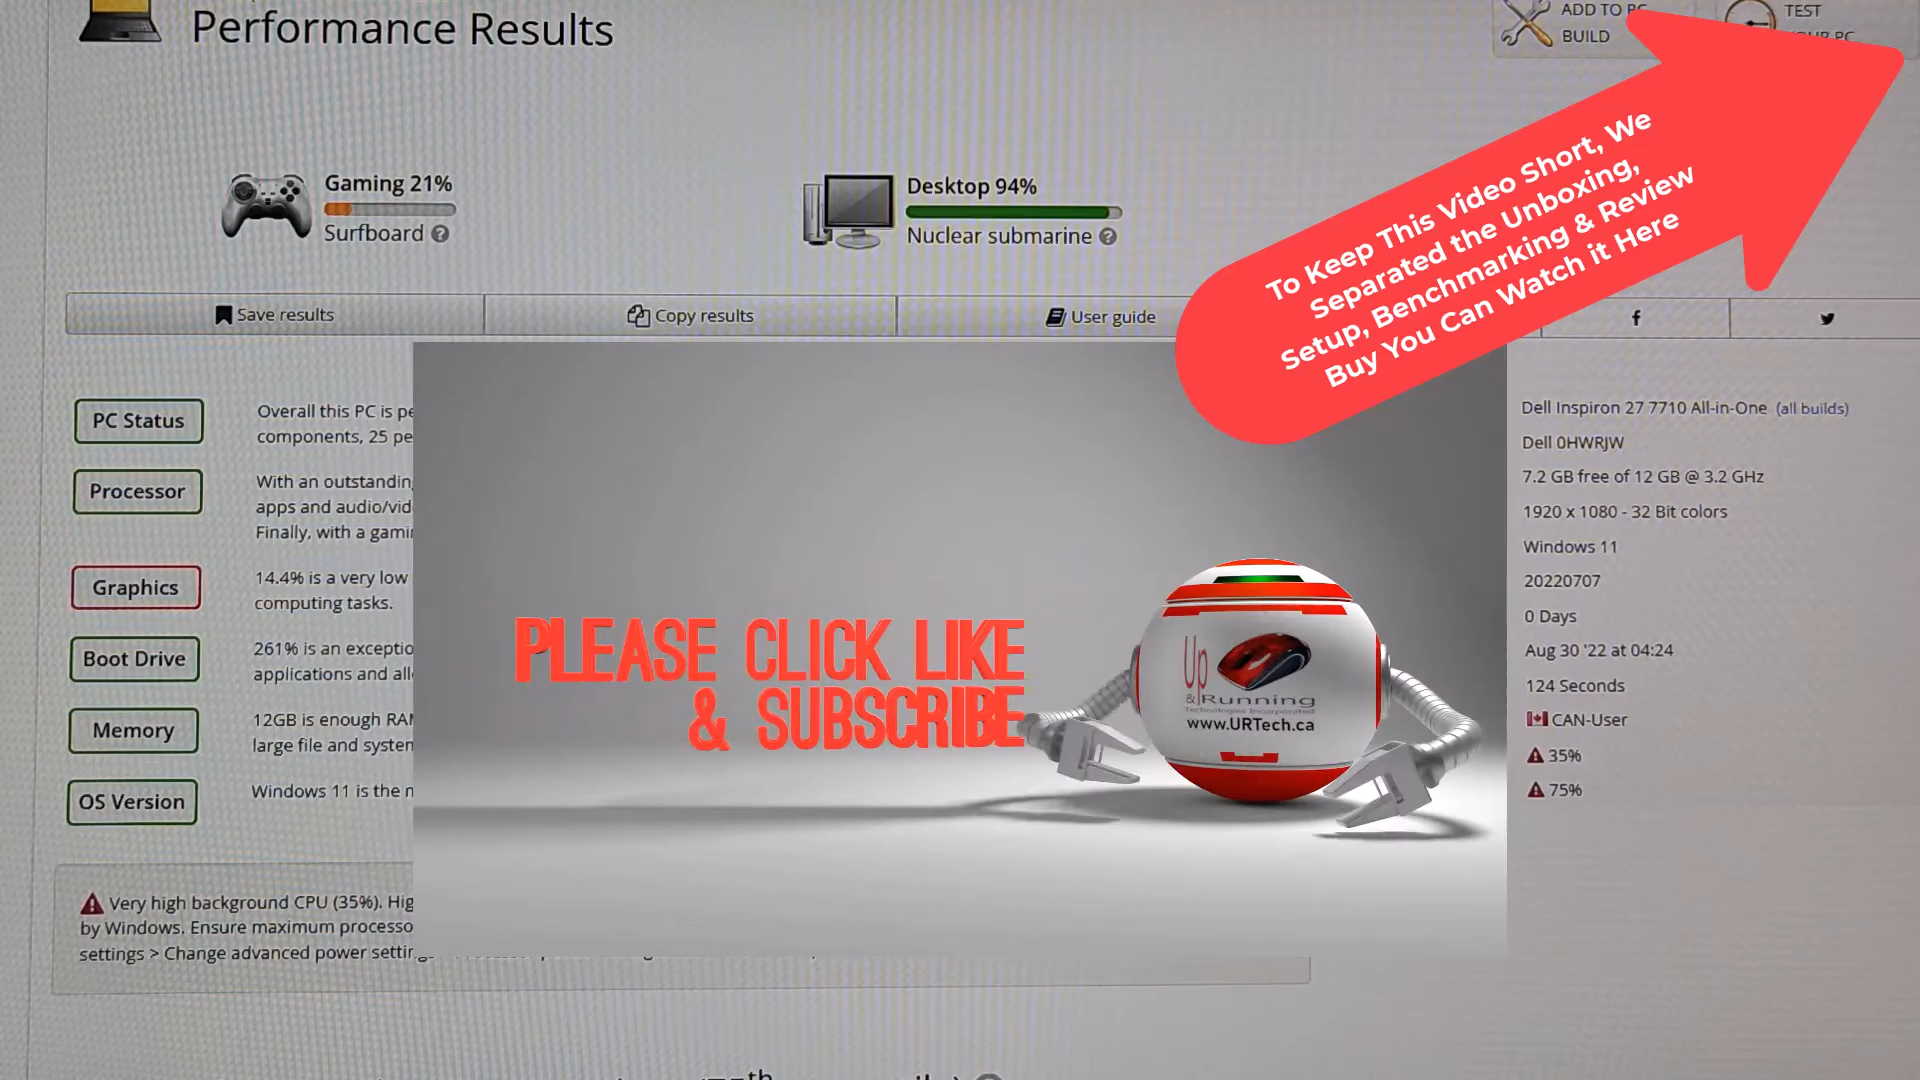 Performance Results
ADD TO PC
BUILD
TEST
YOUR PC
Gaming 21%
Surfboard
Desktop 94%
Nuclear submarine
To Keep This Video Short, We
Separated the Unboxing,
Setup, Benchmarking & Review
Buy You Can Watch it Here
Save results
Copy results
User guide
PC Status
Overall this PC is pe
components, 25 pe
Processor
With an outstanding
apps and audio/vid
Finally, with a gami
Graphics
14.4% is a very low
computing tasks.
Boot Drive
261% is an exceptio
applications and all
Memory
12GB is enough RAM
large file and system
OS Version
Windows 11 is the m
Very high background CPU (35%). Hig
by Windows. Ensure maximum processo
settings > Change advanced power setting
PLEASE CLICK LIKE
& SUBSCRIBE
Up
& Running
Technologies Incorporated
www.URTech.ca
Dell Inspiron 27 7710 All-in-One (all builds)
Dell 0HWRJW
7.2 GB free of 12 GB @ 3.2 GHz
1920 x 1080 - 32 Bit colors
Windows 11
20220707
0 Days
Aug 30 '22 at 04:24
124 Seconds
CAN-User
35%
75%